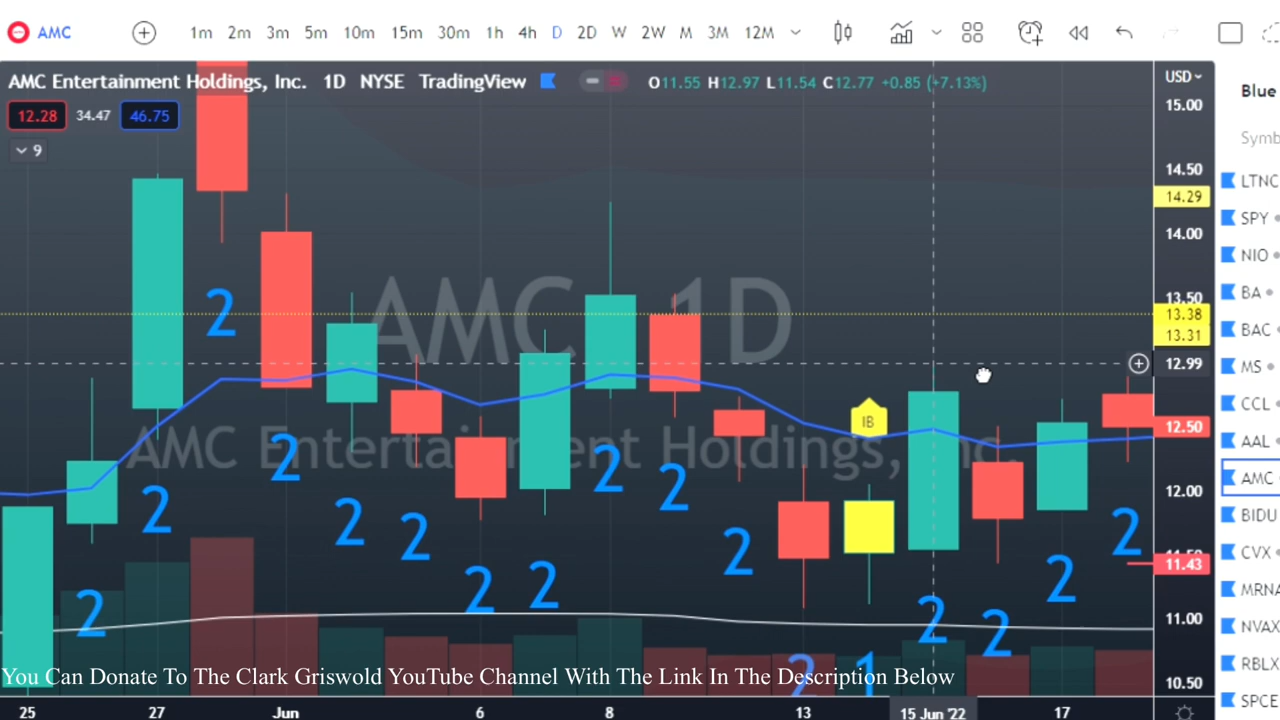 AMC 1m 2m 3m 5m 10m 15m 30m 1h 4h D 2D W 2W M 3M 12M
AMC Entertainment Holdings, Inc. 1D NYSE TradingView O11.55 H12.97 L11.54 C12.77 +0.85 (+7.13%)
USD
12.28 34.47 46.75
9
Blue
Symb
15.00
14.50
14.29
14.00
13.50
13.38
13.31
12.99
12.50
12.00
11.43
11.00
10.50
LTNC
SPY
NIO
BA
BAC
MS
CCL
AAL
AMC
BIDU
CVX
MRNA
NVAX
RBLX
SPCE
AMC 1D
AMC Entertainment Holdings, Inc.
IB
2 2 2 2 2 2 2 2 2 2 2 2 1 2 2 2 2
You Can Donate To The Clark Griswold YouTube Channel With The Link In The Description Below
25 27 Jun 6 8 13 15 Jun '22 17